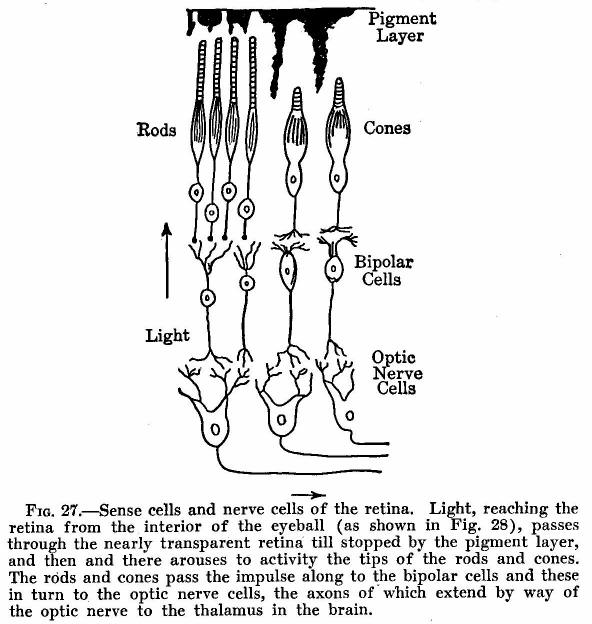 Pigment
Layer
Rods
Cones
Bipolar
Cells
Light
Optic
Nerve
Cells
FIG. 27.—Sense cells and nerve cells of the retina. Light, reaching the
retina from the interior of the eyeball (as shown in Fig. 28), passes
through the nearly transparent retina till stopped by the pigment layer,
and then and there arouses to activity the tips of the rods and cones.
The rods and cones pass the impulse along to the bipolar cells and these
in turn to the optic nerve cells, the axons of which extend by way of
the optic nerve to the thalamus in the brain.